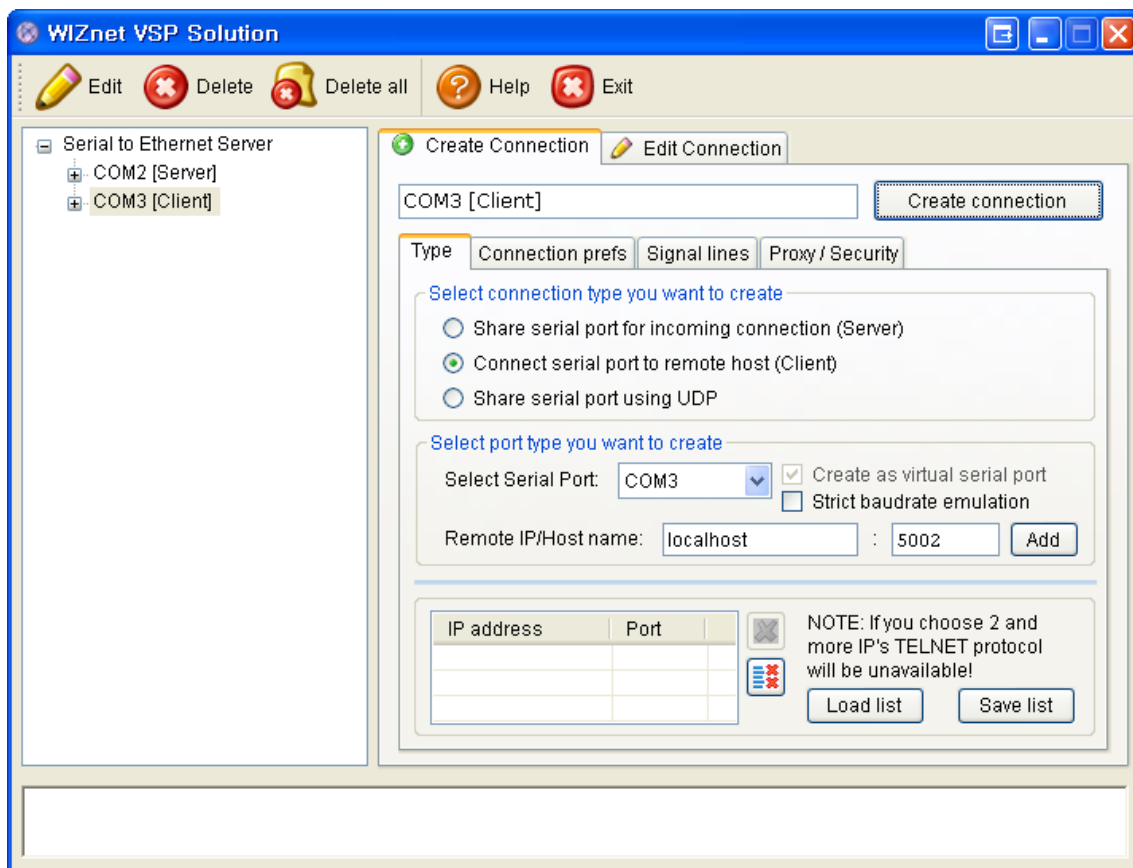 WIZnet VSP Solution
Edit Delete Delete all Help Exit
Serial to Ethernet Server
COM2 [Server]
COM3 [Client]
Create Connection Edit Connection
COM3 [Client] Create connection
Type Connection prefs Signal lines Proxy / Security
Select connection type you want to create
Share serial port for incoming connection (Server)
Connect serial port to remote host (Client)
Share serial port using UDP
Select port type you want to create
Select Serial Port: COM3 Create as virtual serial port
Strict baudrate emulation
Remote IP/Host name: localhost : 5002 Add
IP address Port
NOTE: If you choose 2 and
more IP's TELNET protocol
will be unavailable!
Load list Save list